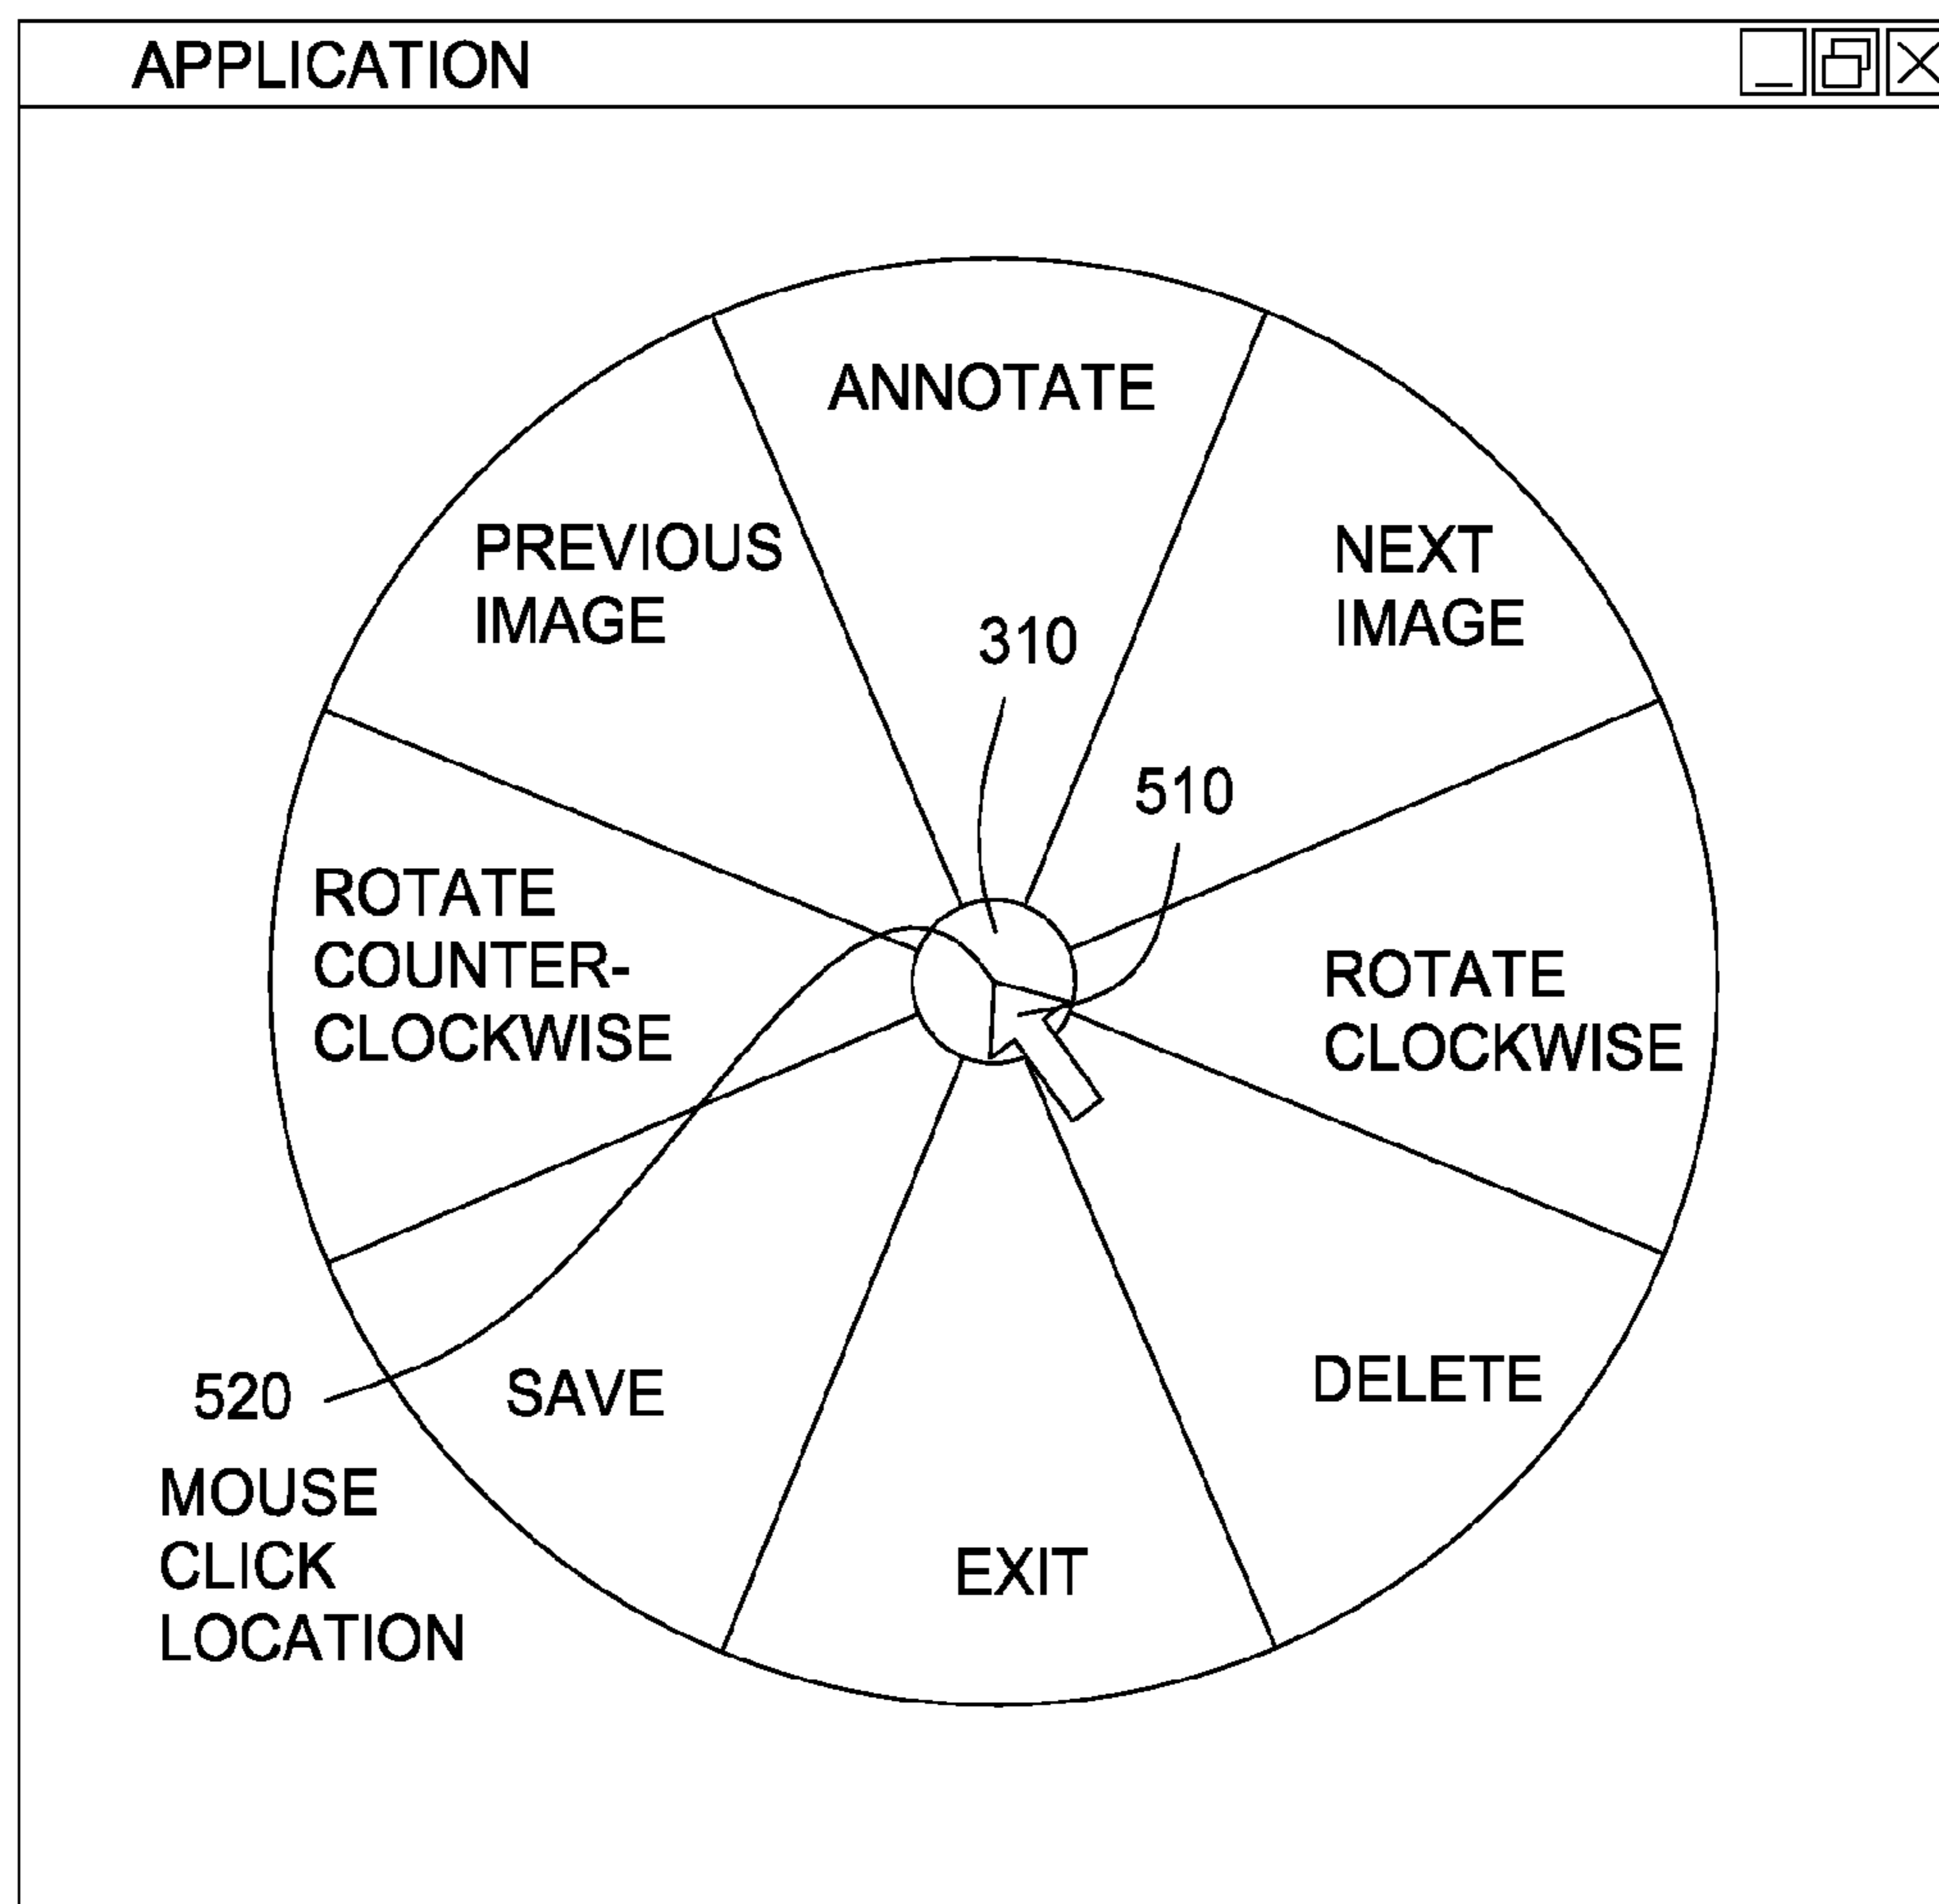 APPLICATION
ANNOTATE
PREVIOUS
IMAGE
NEXT
IMAGE
310
510
ROTATE
COUNTER-
CLOCKWISE
ROTATE
CLOCKWISE
520
MOUSE
CLICK
LOCATION
SAVE
DELETE
EXIT